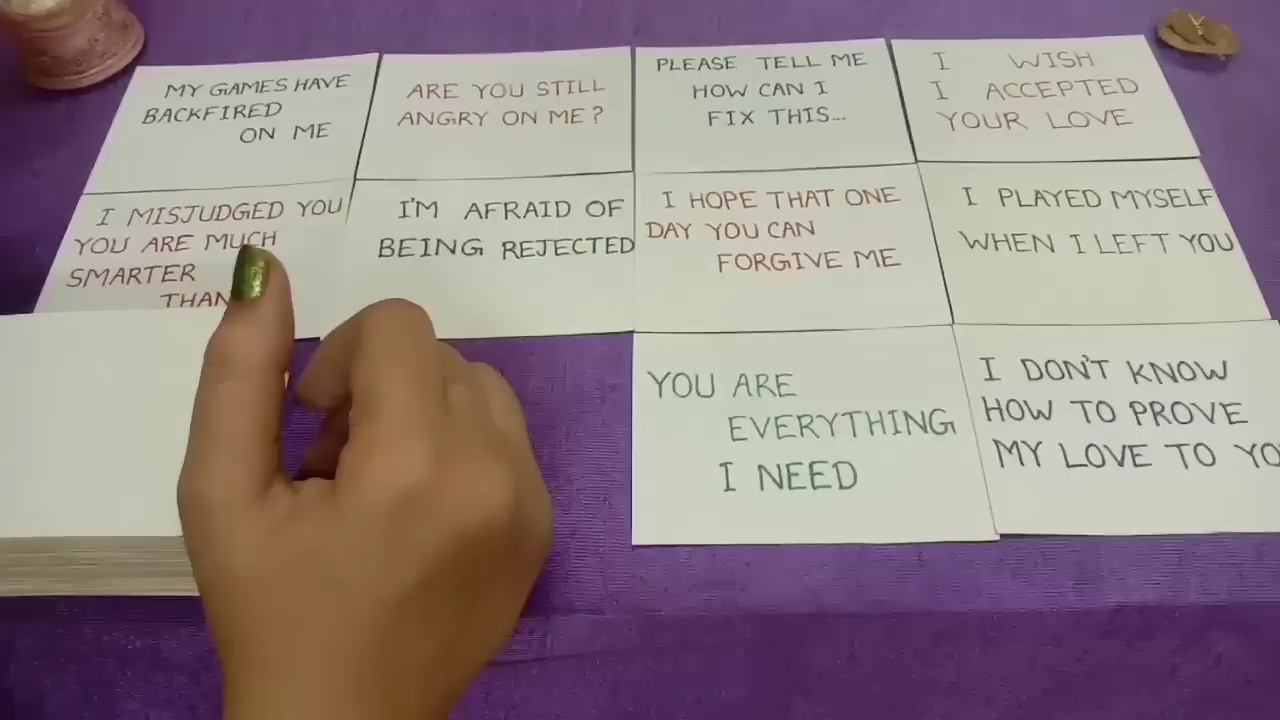 MY GAMES HAVE
BACKFIRED
ON ME
ARE YOU STILL
ANGRY ON ME?
PLEASE TELL ME
HOW CAN I
FIX THIS...
I WISH
I ACCEPTED
YOUR LOVE
I MISJUDGED YOU
YOU ARE MUCH
SMARTER
THAN
I'M AFRAID OF
BEING REJECTED
I HOPE THAT ONE
DAY YOU CAN
FORGIVE ME
I PLAYED MYSELF
WHEN I LEFT YOU
YOU ARE
EVERYTHING
I NEED
I DON'T KNOW
HOW TO PROVE
MY LOVE TO